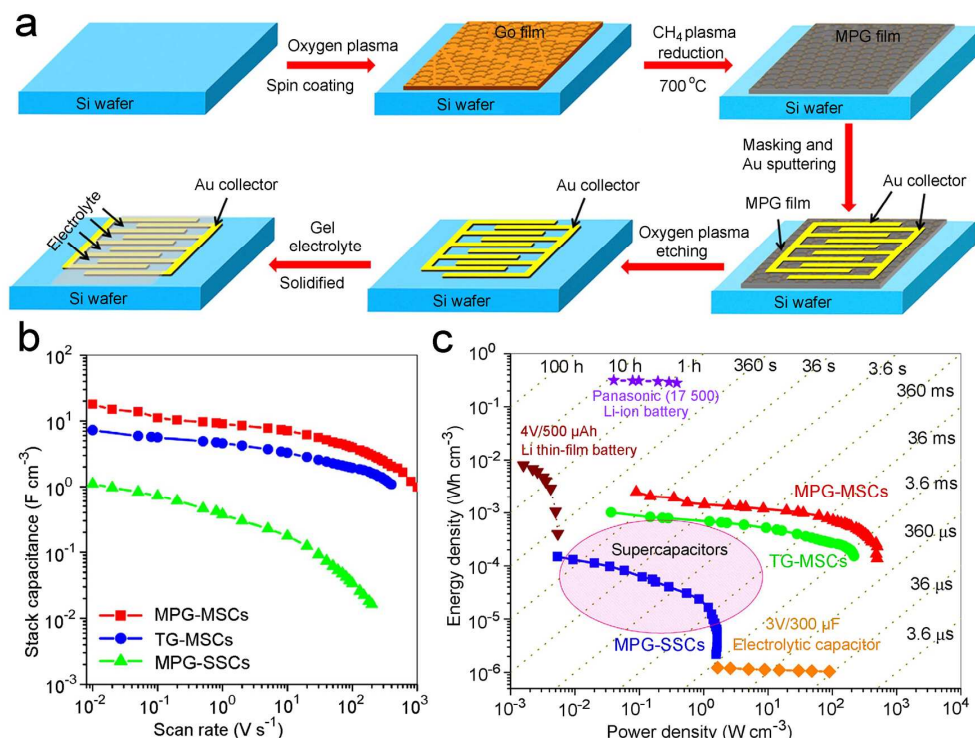 a
Oxygen plasma
Spin coating
Si wafer
Go film
Si wafer
CH4 plasma
reduction
700 °C
MPG film
Si wafer
Masking and
Au sputtering
MPG film
Au collector
Si wafer
Oxygen plasma
etching
Au collector
Si wafer
Gel
electrolyte
Solidified
Electrolyte
Au collector
Si wafer
b
Stack capacitance (F cm⁻³)
10²
10¹
10⁰
10⁻¹
10⁻²
10⁻³
MPG-MSCs
TG-MSCs
MPG-SSCs
10⁻² 10⁻¹ 10⁰ 10¹ 10² 10³
Scan rate (V s⁻¹)
c
Energy density (Wh cm⁻³)
10⁰
10⁻¹
10⁻²
10⁻³
10⁻⁴
10⁻⁵
10⁻⁶
100 h 10 h 1 h 360 s 36 s 3.6 s
360 ms
36 ms
3.6 ms
360 µs
36 µs
3.6 µs
Panasonic (17 500)
Li-ion battery
4V/500 µAh
Li thin-film battery
MPG-MSCs
TG-MSCs
Supercapacitors
MPG-SSCs
3V/300 µF
Electrolytic capacitor
10⁻³ 10⁻² 10⁻¹ 10⁰ 10¹ 10² 10³ 10⁴
Power density (W cm⁻³)